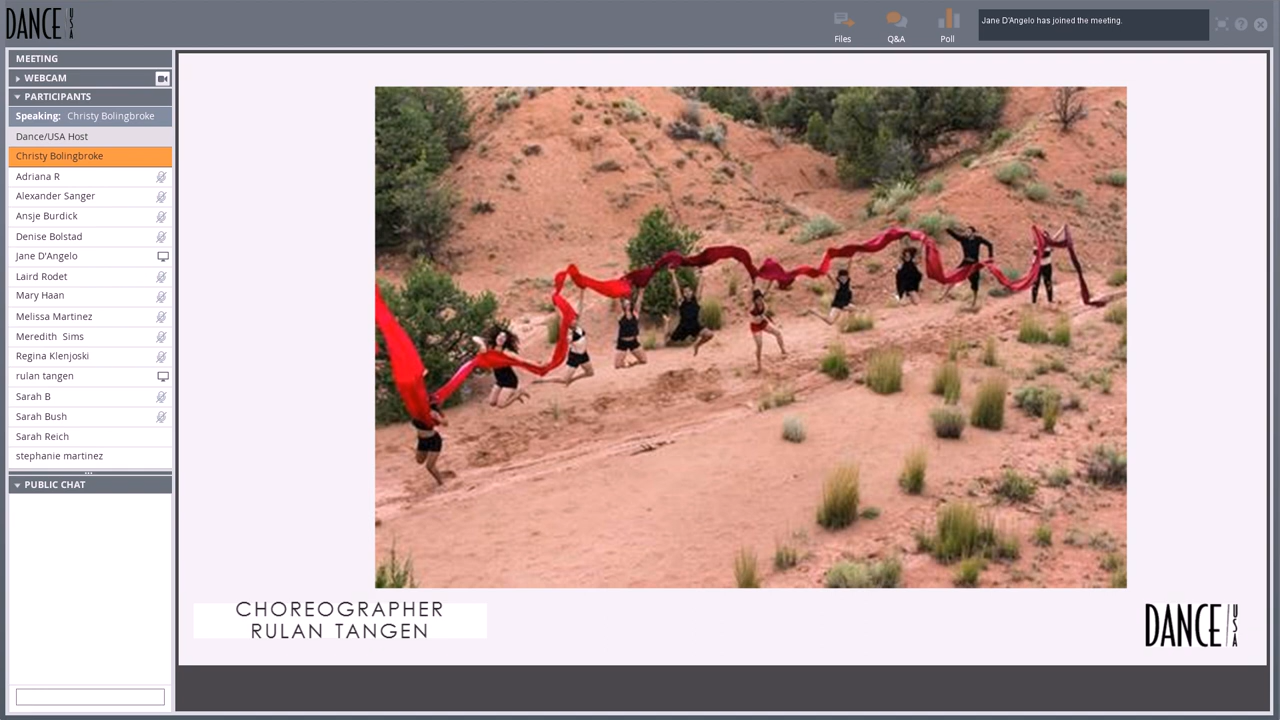 DANCE USA
Files
Q&A
Poll
Jane D'Angelo has joined the meeting.
MEETING
WEBCAM
PARTICIPANTS
Speaking: Christy Bolingbroke
Dance/USA Host
Christy Bolingbroke
Adriana R
Alexander Sanger
Ansje Burdick
Denise Bolstad
Jane D'Angelo
Laird Rodet
Mary Haan
Melissa Martinez
Meredith Sims
Regina Klenjoski
rulan tangen
Sarah B
Sarah Bush
Sarah Reich
stephanie martinez
PUBLIC CHAT
CHOREOGRAPHER
RULAN TANGEN
DANCE/USA